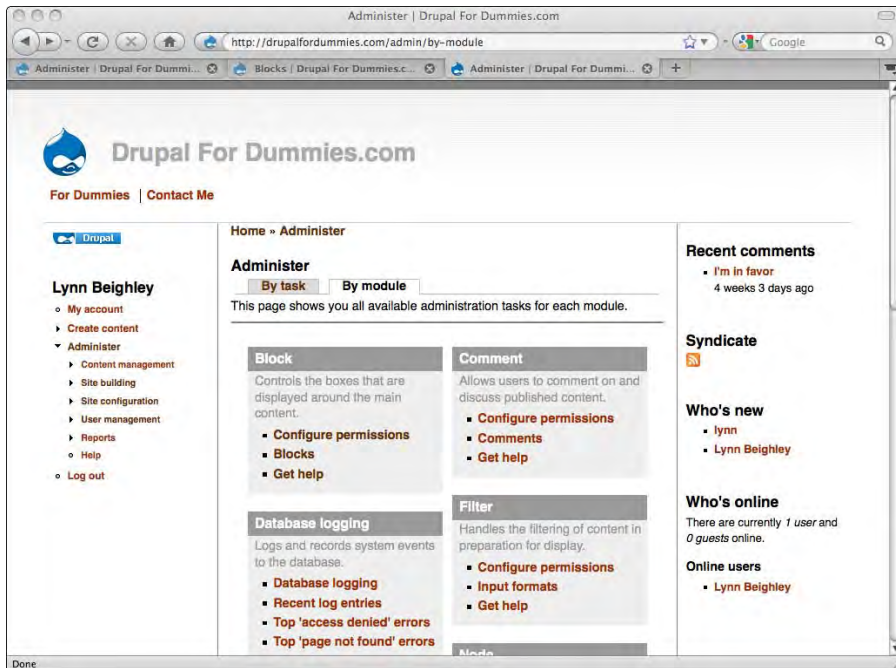 Administer | Drupal For Dummies.com
http://drupalfordummies.com/admin/by-module
Google
Administer | Drupal For Dummi...
Blocks | Drupal For Dummies.c...
Administer | Drupal For Dummi...
Drupal For Dummies.com
For Dummies | Contact Me
Drupal
Lynn Beighley
My account
Create content
Administer
Content management
Site building
Site configuration
User management
Reports
Help
Log out
Home » Administer
Administer
By task
By module
This page shows you all available administration tasks for each module.
Block
Controls the boxes that are
displayed around the main
content.
Configure permissions
Blocks
Get help
Database logging
Logs and records system events
to the database.
Database logging
Recent log entries
Top 'access denied' errors
Top 'page not found' errors
Comment
Allows users to comment on and
discuss published content.
Configure permissions
Comments
Get help
Filter
Handles the filtering of content in
preparation for display.
Configure permissions
Input formats
Get help
Node
Recent comments
I'm in favor
4 weeks 3 days ago
Syndicate
Who's new
lynn
Lynn Beighley
Who's online
There are currently 1 user and
0 guests online.
Online users
Lynn Beighley
Done